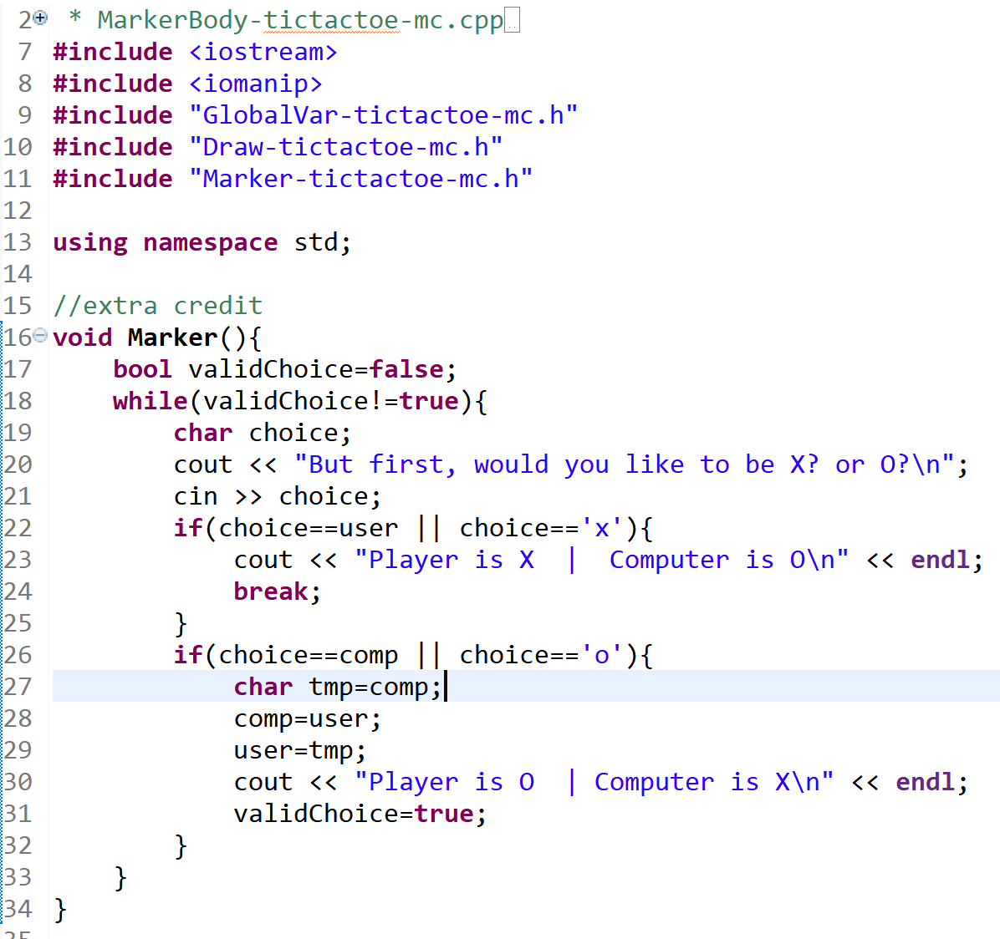 2 * MarkerBody-tictactoe-mc.cpp
7 #include <iostream>
8 #include <iomanip>
9 #include "GlobalVar-tictactoe-mc.h"
10 #include "Draw-tictactoe-mc.h"
11 #include "Marker-tictactoe-mc.h"
12
13 using namespace std;
14
15 //extra credit
16 void Marker(){
17     bool validChoice=false;
18     while(validChoice!=true){
19         char choice;
20         cout << "But first, would you like to be X? or O?\n";
21         cin >> choice;
22         if(choice==user || choice=='x'){
23             cout << "Player is X  |  Computer is O\n" << endl;
24             break;
25         }
26         if(choice==comp || choice=='o'){
27             char tmp=comp;
28             comp=user;
29             user=tmp;
30             cout << "Player is O  | Computer is X\n" << endl;
31             validChoice=true;
32         }
33     }
34 }
35